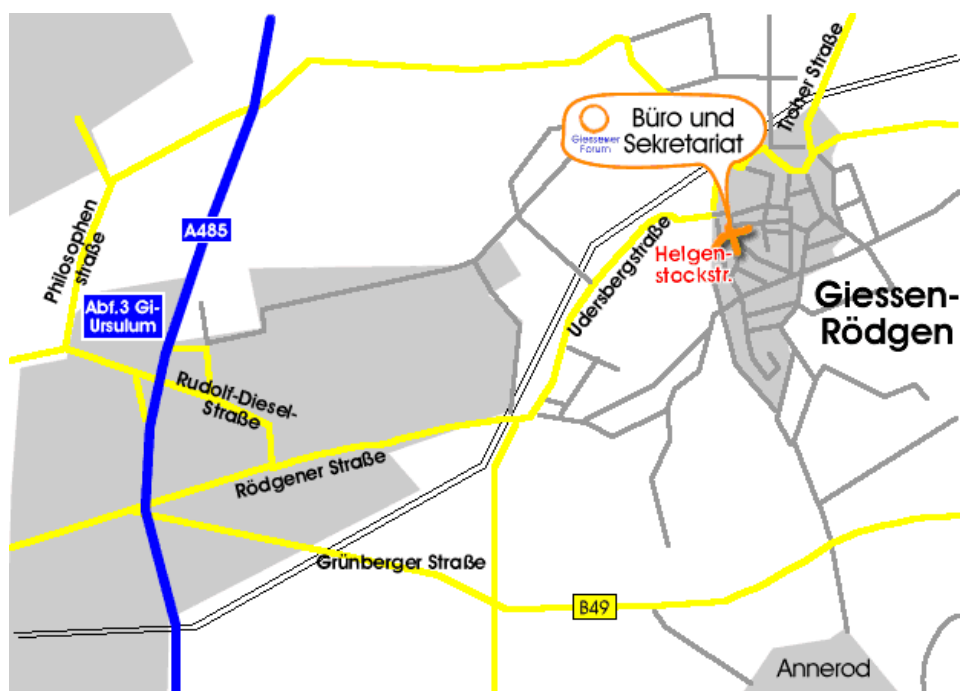 Troher Straße
Büro und
Sekretariat
Giessener
Forum
Philosophen
straße
A485
Udersbergstraße
Helgen-
stockstr.
Abf.3 Gi-
Ursulum
Giessen-
Rödgen
Rudolf-Diesel-
Straße
Rödgener Straße
Grünberger Straße
B49
Annerod